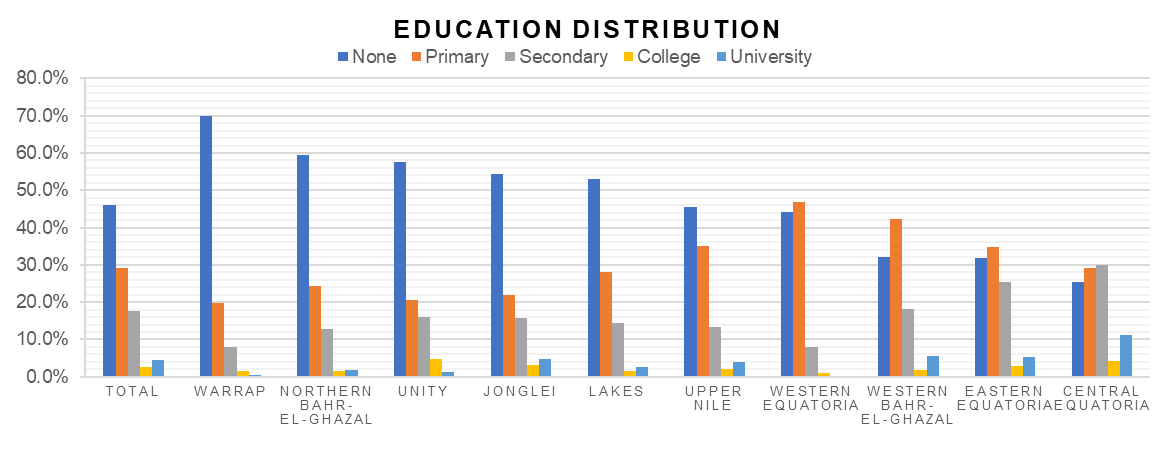 EDUCATION DISTRIBUTION
None Primary Secondary College University
80.0%
70.0%
60.0%
50.0%
40.0%
30.0%
20.0%
10.0%
0.0%
TOTAL
WARRAP
NORTHERN
BAHR-
EL-GHAZAL
UNITY
JONGLEI
LAKES
UPPER
NILE
WESTERN
EQUATORIA
WESTERN
BAHR-
EL-GHAZAL
EASTERN
EQUATORIA
CENTRAL
EQUATORIA